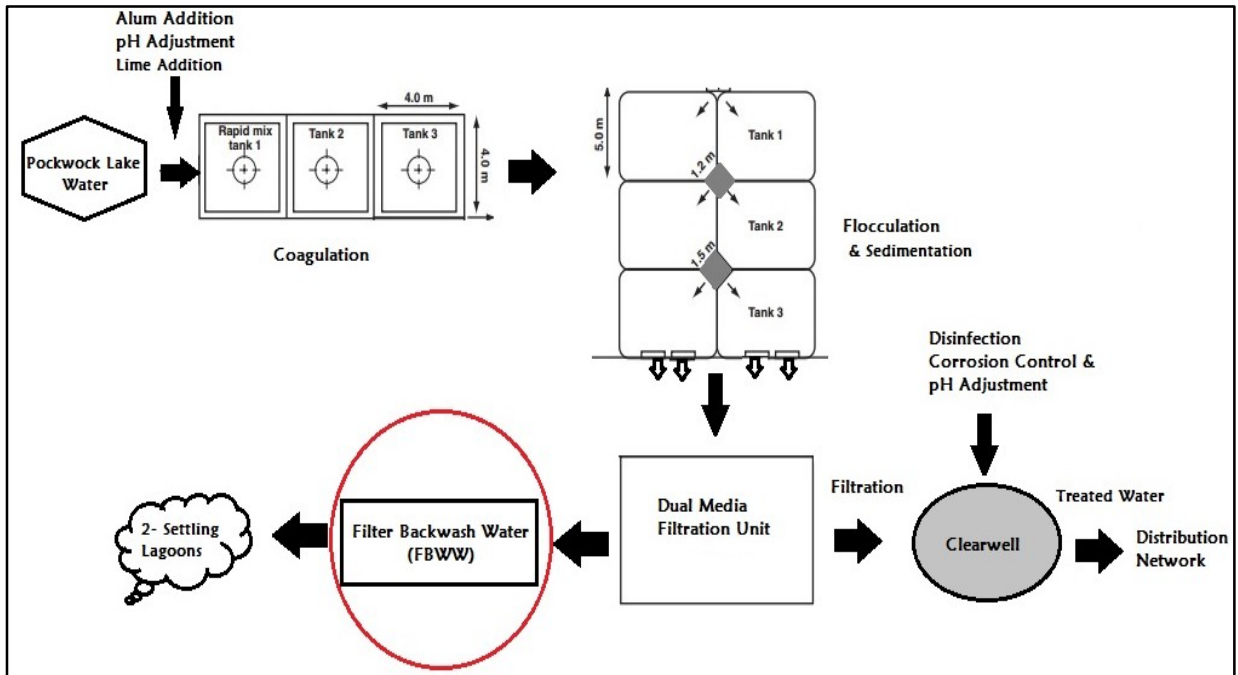 Alum Addition
pH Adjustment
Lime Addition
Pockwock Lake
Water
4.0 m
Rapid mix
tank 1
Tank 2
Tank 3
4.0 m
Coagulation
5.0 m
Tank 1
1.2 m
Tank 2
1.5 m
Tank 3
Flocculation
& Sedimentation
Disinfection
Corrosion Control &
pH Adjustment
2- Settling
Lagoons
Filter Backwash Water
(FBWW)
Dual Media
Filtration Unit
Filtration
Clearwell
Treated Water
Distribution
Network